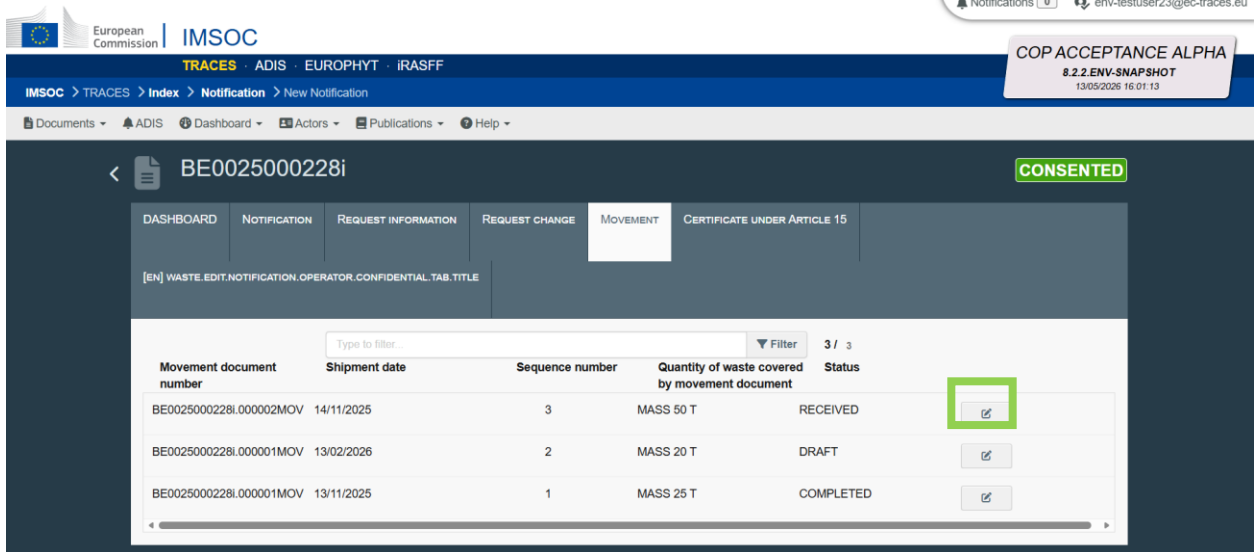 Notifications 0 env-testuser23@ec-traces.eu
European
Commission
IMSOC
TRACES · ADIS · EUROPHYT · iRASFF
COP ACCEPTANCE ALPHA
8.2.2.ENV-SNAPSHOT
13/05/2026 16:01:13
IMSOC > TRACES > Index > Notification > New Notification
Documents ADIS Dashboard Actors Publications Help
BE0025000228i
CONSENTED
DASHBOARD NOTIFICATION REQUEST INFORMATION REQUEST CHANGE MOVEMENT CERTIFICATE UNDER ARTICLE 15
[EN] WASTE.EDIT.NOTIFICATION.OPERATOR.CONFIDENTIAL.TAB.TITLE
Type to filter... Filter 3 / 3
Movement document number Shipment date Sequence number Quantity of waste covered by movement document Status
BE0025000228i.000002MOV 14/11/2025 3 MASS 50 T RECEIVED
BE0025000228i.000001MOV 13/02/2026 2 MASS 20 T DRAFT
BE0025000228i.000001MOV 13/11/2025 1 MASS 25 T COMPLETED